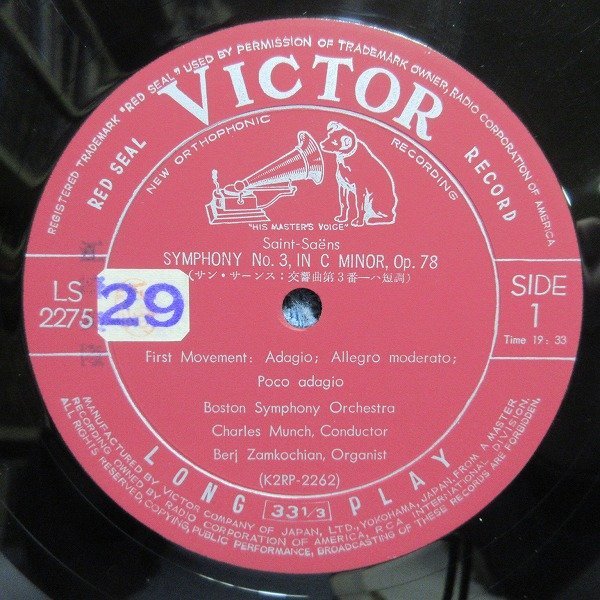 REGISTERED TRADEMARK "RED SEAL" USED BY PERMISSION OF TRADEMARK OWNER, RADIO CORPORATION OF AMERICA
RED SEAL VICTOR RECORD
NEW ORTHOPHONIC RECORDING
"HIS MASTER'S VOICE"
Saint-Saëns
SYMPHONY No. 3, IN C MINOR, Op. 78
(サン・サーンス；交響曲第3番―ハ短調)
LS
2275
29
SIDE
1
Time 19 : 33
First Movement: Adagio; Allegro moderato;
Poco adagio
Boston Symphony Orchestra
Charles Munch, Conductor
Berj Zamkochian, Organist
(K2RP-2262)
LONG 33 1/3 PLAY
MANUFACTURED BY VICTOR COMPANY OF JAPAN, LTD., YOKOHAMA, JAPAN, FROM A MASTER
RECORDING OWNED BY RADIO CORPORATION OF AMERICA, RCA INTERNATIONAL DIVISION.
ALL RIGHTS RESERVED, COPYING, PUBLIC PERFORMANCE, BROADCASTING OF THESE RECORDS ARE FORBIDDEN.